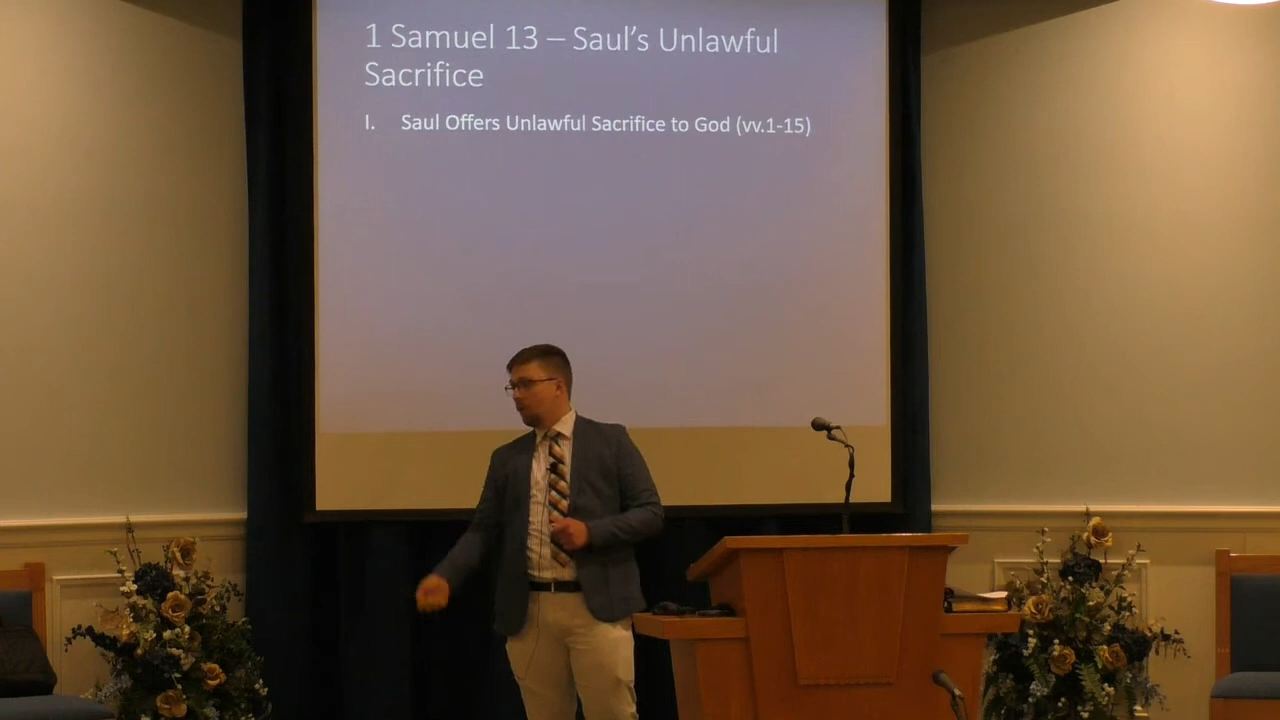 1 Samuel 13 – Saul's Unlawful
Sacrifice
I. Saul Offers Unlawful Sacrifice to God (vv.1-15)